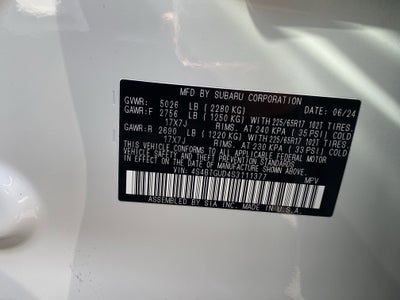 MFD BY SUBARU CORPORATION
GVWR: 5026 LB ( 2280 KG) DATE: 06/24
GAWR:F 2756 LB ( 1250 KG) WITH 225/65R17 102T TIRES,
17X7J RIMS, AT 240 KPA ( 35 PSI) COLD
GAWR:R 2690 LB ( 1220 KG) WITH 225/65R17 102T TIRES,
17X7J RIMS, AT 230 KPA ( 33 PSI) COLD
THIS VEHICLE CONFORMS TO ALL APPLICABLE
FEDERAL MOTOR VEHICLE SAFETY, BUMPER,
AND THEFT PREVENTION STANDARDS IN EFFECT ON THE
DATE OF MANUFACTURE SHOWN ABOVE.
VIN: 4S4BTGUD4S3111377 MPV
ASSEMBLED BY SIA INC. MADE IN U.S.A.